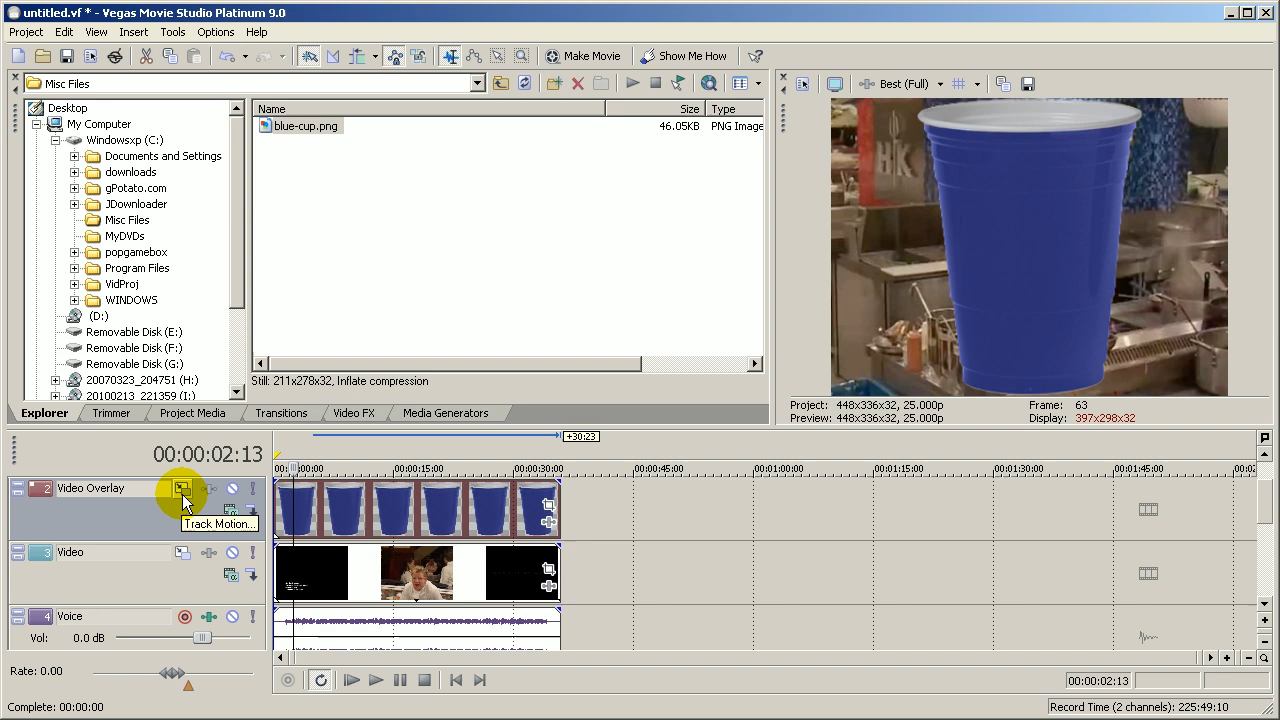 untitled.vf * - Vegas Movie Studio Platinum 9.0
Project Edit View Insert Tools Options Help
Make Movie Show Me How
Misc Files
Best (Full)
Desktop
My Computer
Windowsxp (C:)
Documents and Settings
downloads
gPotato.com
JDownloader
Misc Files
MyDVDs
popgamebox
Program Files
VidProj
WINDOWS
(D:)
Removable Disk (E:)
Removable Disk (F:)
Removable Disk (G:)
20070323_204751 (H:)
20100213_221359 (I:)
Name Size Type
blue-cup.png 46.05KB PNG Image
Still: 211x278x32, Inflate compression
Explorer Trimmer Project Media Transitions Video FX Media Generators
HK
Project: 448x336x32, 25.000p Frame: 63
Preview: 448x336x32, 25.000p Display: 397x298x32
00:00:02:13
+30:23
00:00:15:00 00:00:30:00 00:00:45:00 00:01:00:00 00:01:15:00 00:01:30:00 00:01:45:00
2 Video Overlay
Track Motion...
3 Video
4 Voice
Vol: 0.0 dB
Rate: 0.00
00:00:02:13
Complete: 00:00:00
Record Time (2 channels): 225:49:10